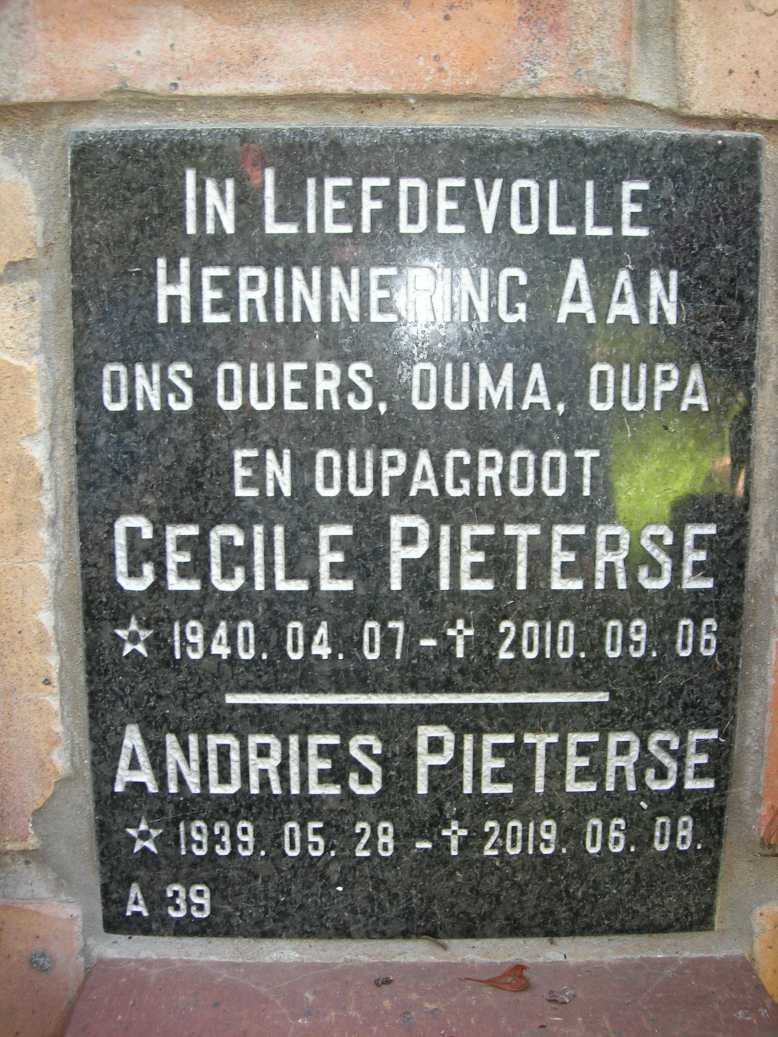 IN LIEFDEVOLLE
HERINNERING AAN
ONS OUERS, OUMA, OUPA
EN OUPAGROOT
CECILE PIETERSE
☆ 1940. 04. 07 - ✝ 2010. 09. 06
ANDRIES PIETERSE
☆ 1939. 05. 28 - ✝ 2019. 06. 08.
A 39